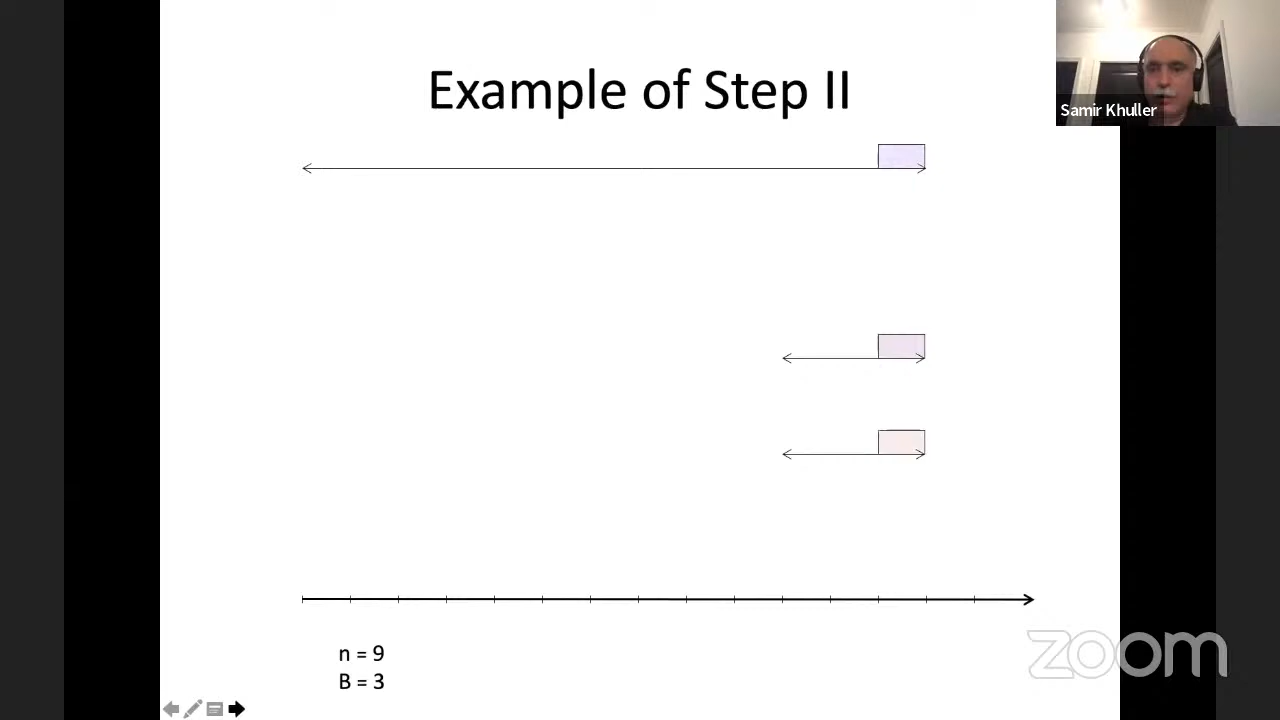 Example of Step II
Samir Khuller
n = 9
B = 3
zoom